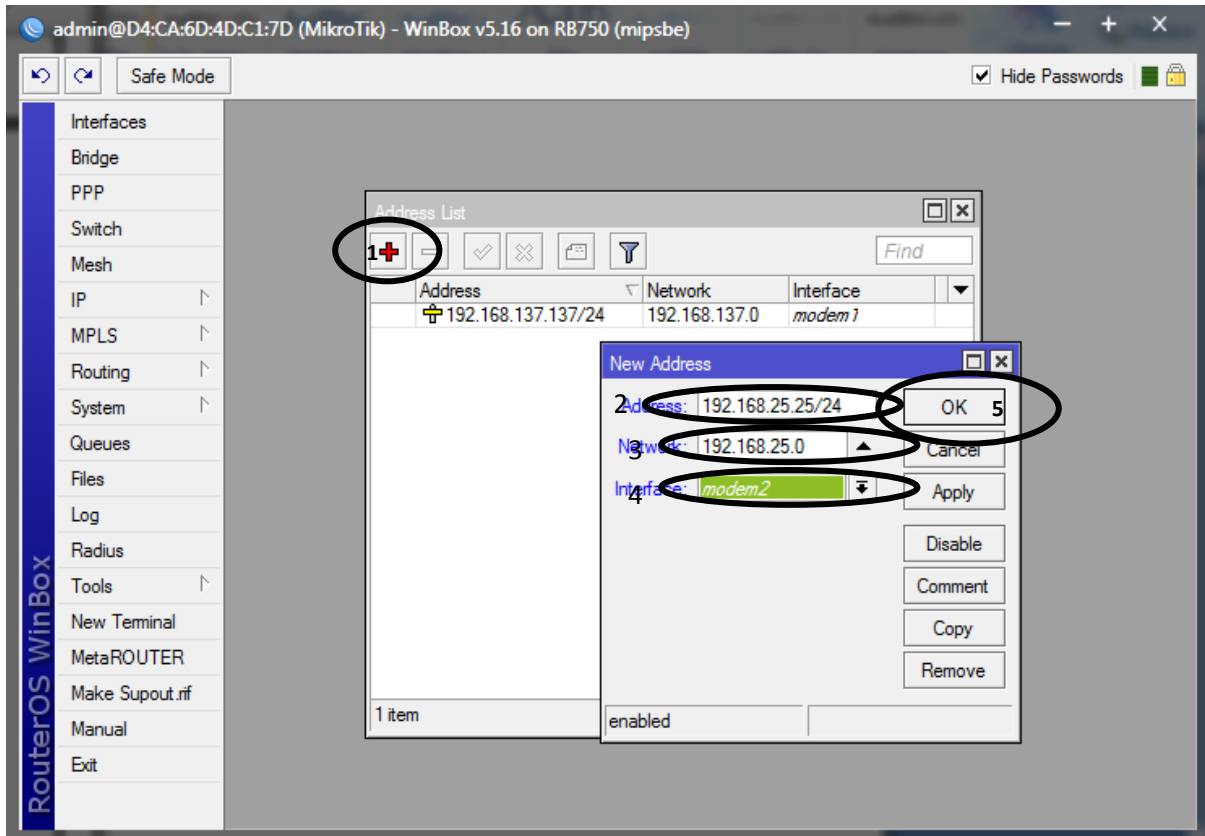 admin@D4:CA:6D:4D:C1:7D (MikroTik) - WinBox v5.16 on RB750 (mipsbe)
Safe Mode
Hide Passwords
RouterOS WinBox
Interfaces
Bridge
PPP
Switch
Mesh
IP
MPLS
Routing
System
Queues
Files
Log
Radius
Tools
New Terminal
MetaROUTER
Make Supout.rif
Manual
Exit
Address List
1
Find
Address Network Interface
192.168.137.137/24 192.168.137.0 modem1
1 item
New Address
2 Address: 192.168.25.25/24
3 Network: 192.168.25.0
4 Interface: modem2
OK 5
Cancel
Apply
Disable
Comment
Copy
Remove
enabled